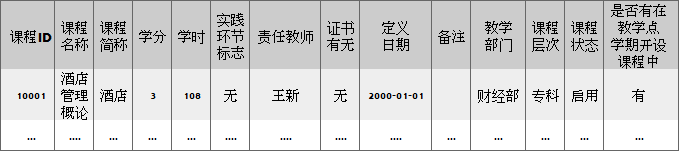 课程ID 课程名称 课程简称 学分 学时 实践环节标志 责任教师 证书有无 定义日期 备注 教学部门 课程层次 课程状态 是否有在教学点学期开设课程中
10001 酒店管理概论 酒店 3 108 无 王新 无 2000-01-01 财经部 专科 启用 有
... .... ... ... ... .... .... ... .... ... .... ... ... ...